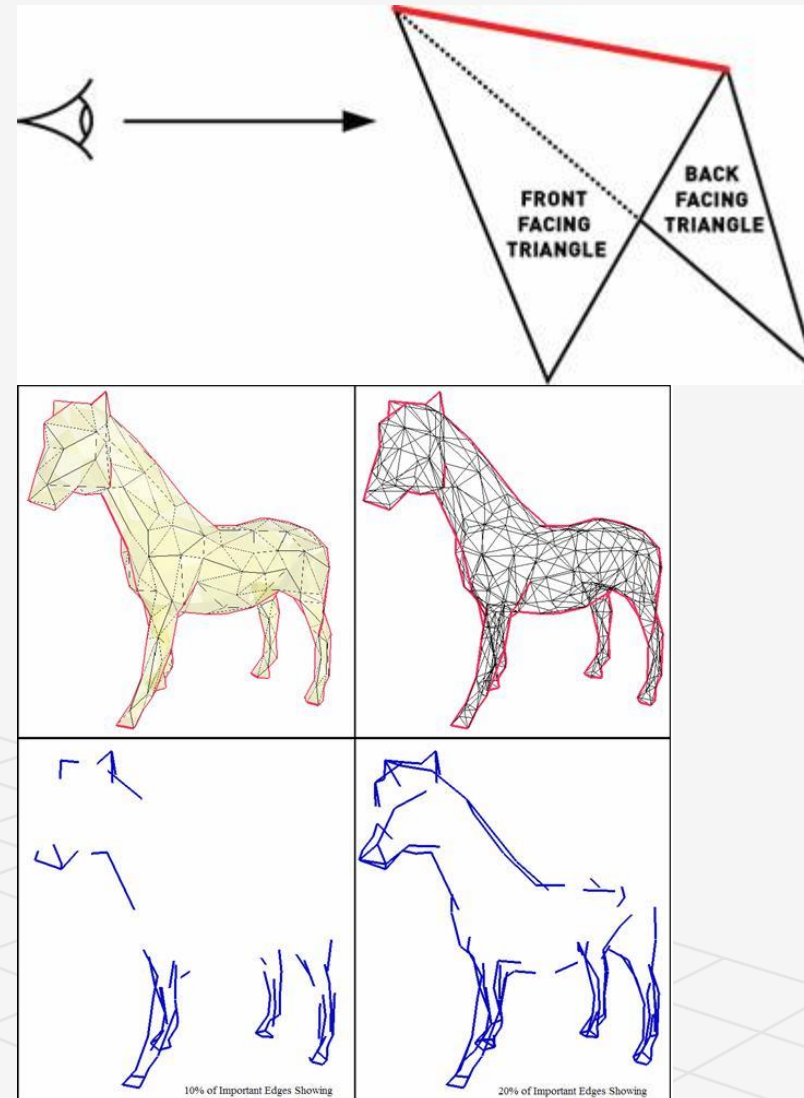 FRONT
FACING
TRIANGLE
BACK
FACING
TRIANGLE
10% of Important Edges Showing
20% of Important Edges Showing